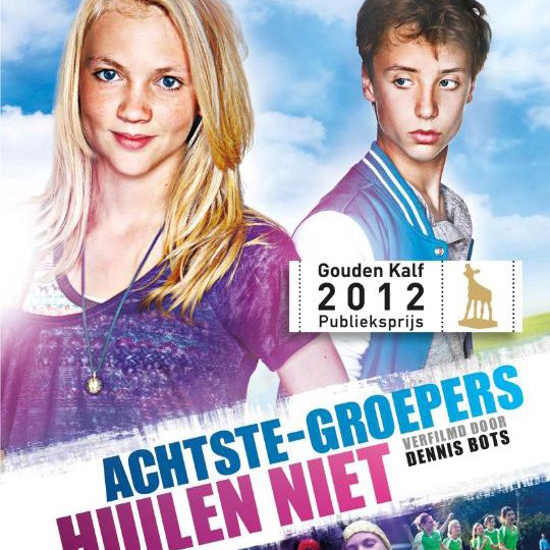 Gouden Kalf
2012
Publieksprijs
ACHTSTE-GROEPERS
HUILEN NIET
VERFILMD DOOR
DENNIS BOTS